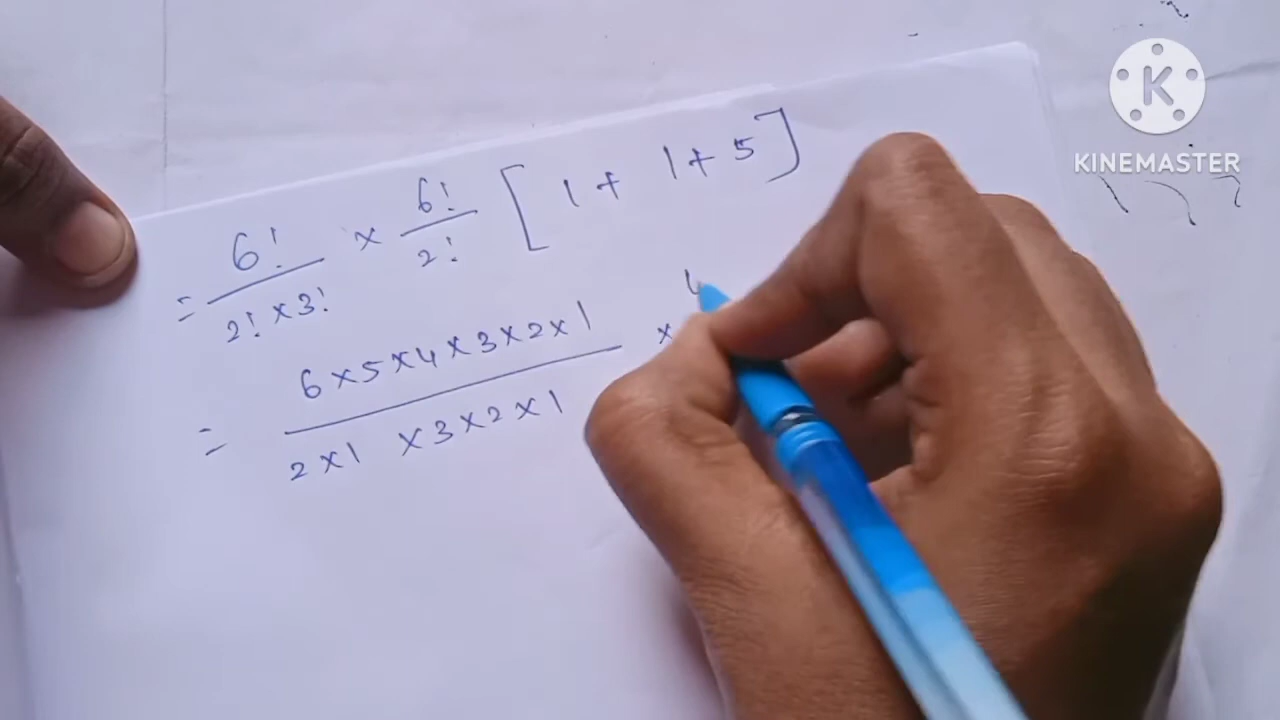 KINEMASTER
= 6! / 2! × 3! × 6! / 2! [ 1 + 1 + 5 ]
= 6 × 5 × 4 × 3 × 2 × 1 / 2 × 1 × 3 × 2 × 1 ×